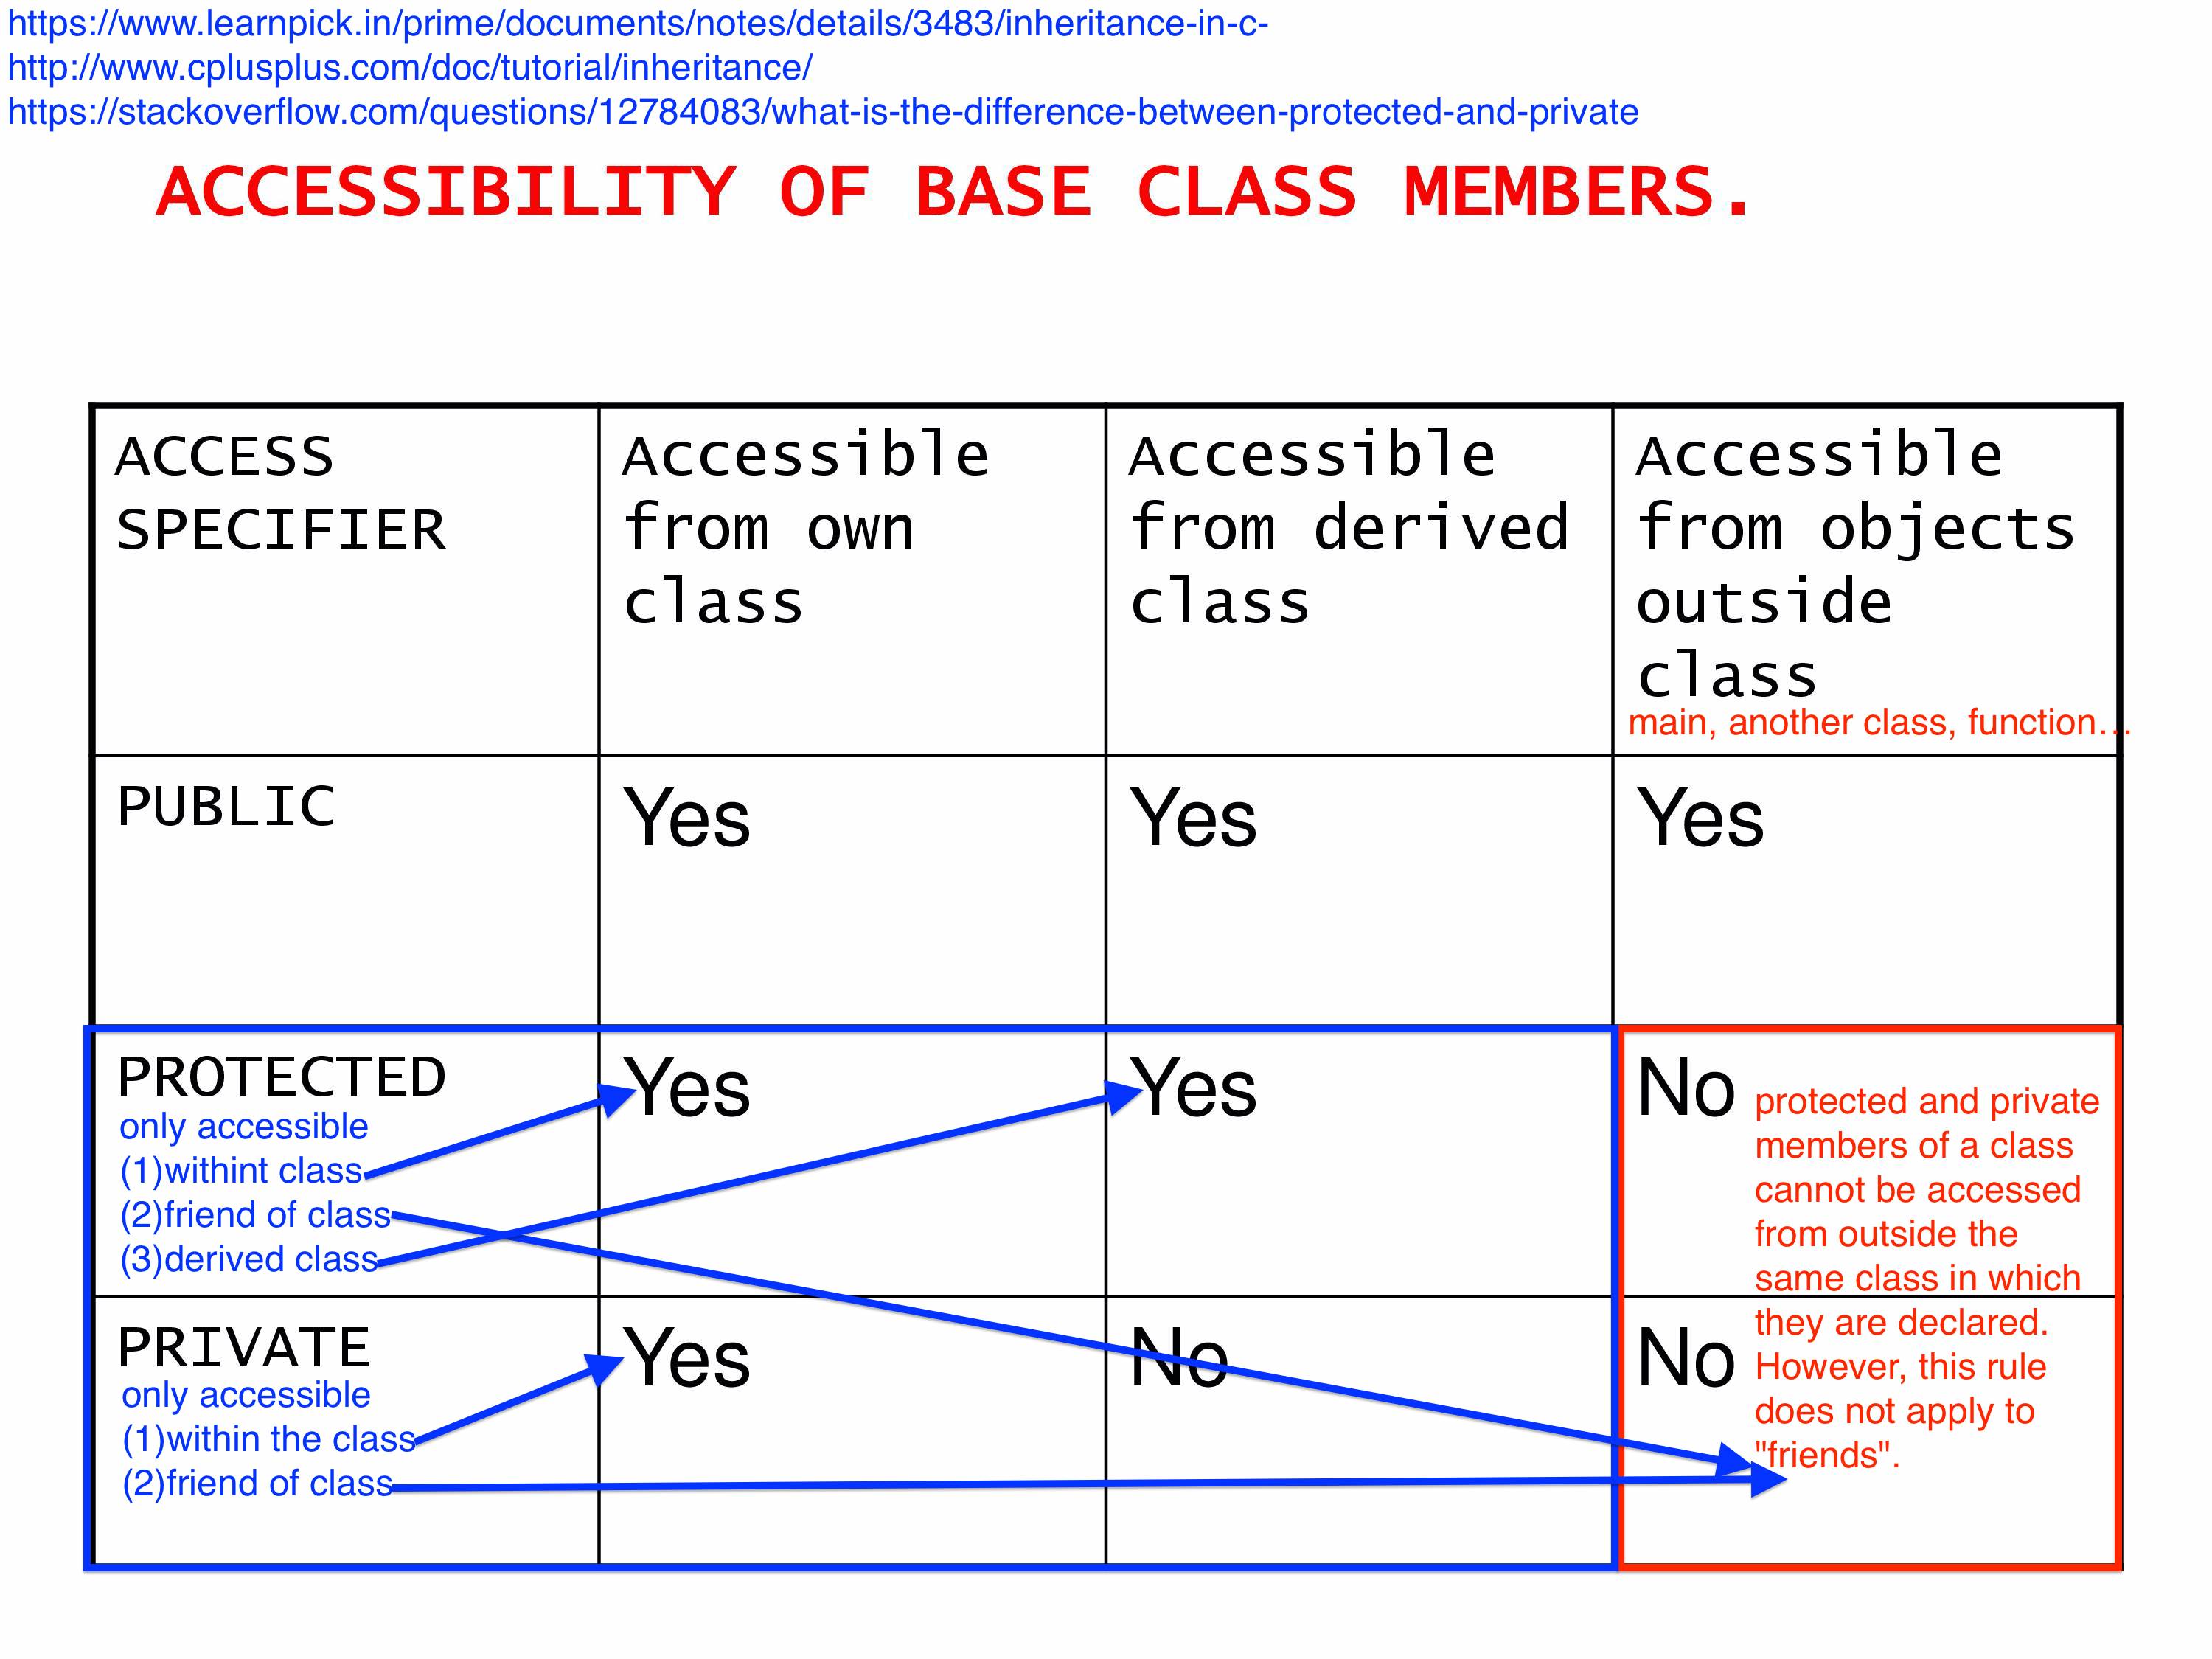 https://www.learnpick.in/prime/documents/notes/details/3483/inheritance-in-c-
http://www.cplusplus.com/doc/tutorial/inheritance/
https://stackoverflow.com/questions/12784083/what-is-the-difference-between-protected-and-private
ACCESSIBILITY OF BASE CLASS MEMBERS.
ACCESS
SPECIFIER
Accessible
from own
class
Accessible
from derived
class
Accessible
from objects
outside
class
main, another class, function…
PUBLIC
Yes
Yes
Yes
PROTECTED
only accessible
(1)withint class
(2)friend of class
(3)derived class
Yes
Yes
No
protected and private
members of a class
cannot be accessed
from outside the
same class in which
they are declared.
However, this rule
does not apply to
"friends".
PRIVATE
only accessible
(1)within the class
(2)friend of class
Yes
No
No